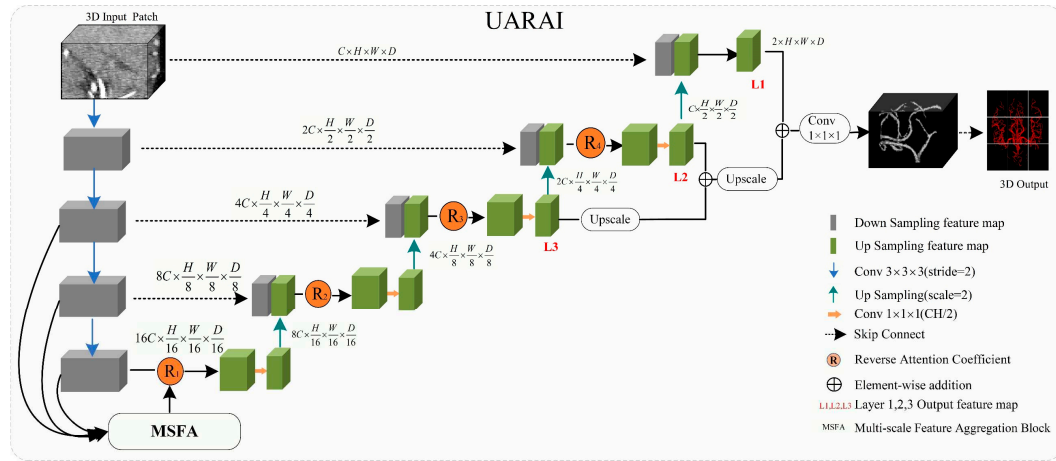 UARAI
3D Input Patch
C×H×W×D
2×H×W×D
L1
C×H/2×W/2×D/2
2C×H/2×W/2×D/2
R4
L2
Conv
1×1×1
3D Output
Upscale
2C×H/4×W/4×D/4
4C×H/4×W/4×D/4
R3
L3
Upscale
4C×H/8×W/8×D/8
8C×H/8×W/8×D/8
R2
8C×H/16×W/16×D/16
16C×H/16×W/16×D/16
R1
MSFA
Down Sampling feature map
Up Sampling feature map
Conv 3×3×3(stride=2)
Up Sampling(scale=2)
Conv 1×1×1(CH/2)
Skip Connect
R Reverse Attention Coefficient
Element-wise addition
L1,L2,L3 Layer 1,2,3 Output feature map
MSFA Multi-scale Feature Aggregation Block